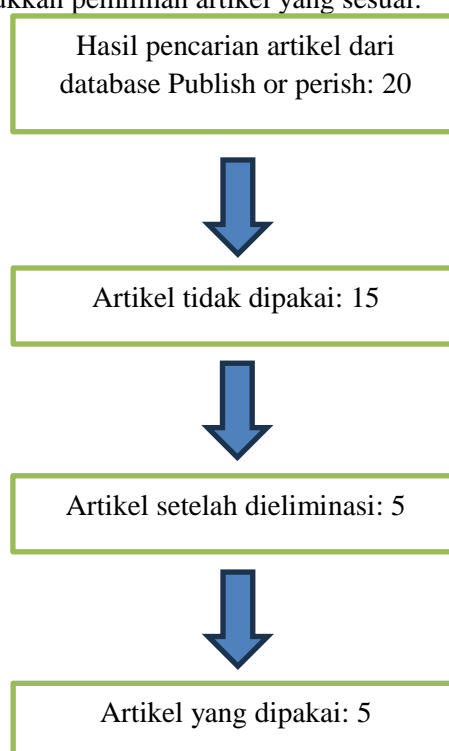 pemilihan artikel yang sesuai.
Hasil pencarian artikel dari
database Publish or perish: 20
Artikel tidak dipakai: 15
Artikel setelah dieliminasi: 5
Artikel yang dipakai: 5